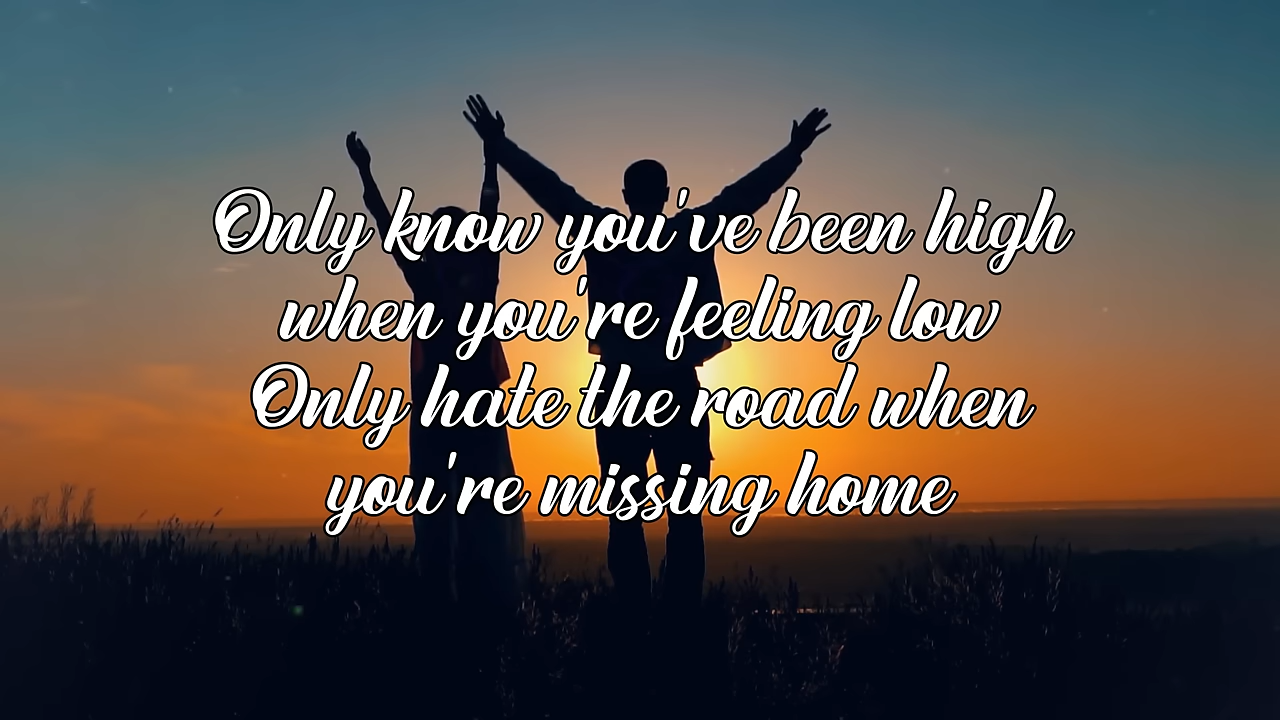 Only know you've been high
when you're feeling low
Only hate the road when
you're missing home